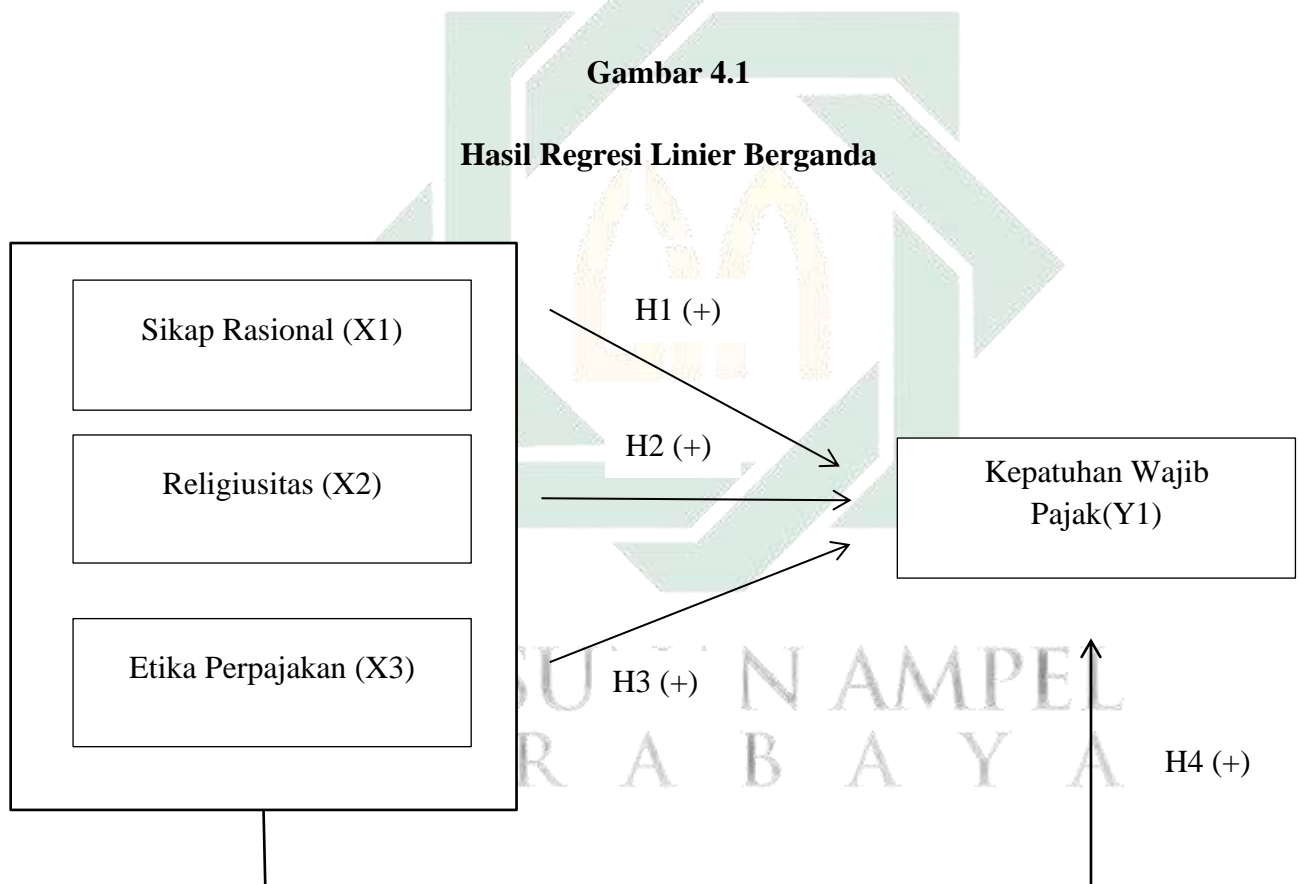 Gambar 4.1
Hasil Regresi Linier Berganda
Sikap Rasional (X1)
H1 (+)
Religiusitas (X2)
H2 (+)
Kepatuhan Wajib
Pajak(Y1)
Etika Perpajakan (X3)
H3 (+)
N AMPEL
R A B A Y A
H4 (+)